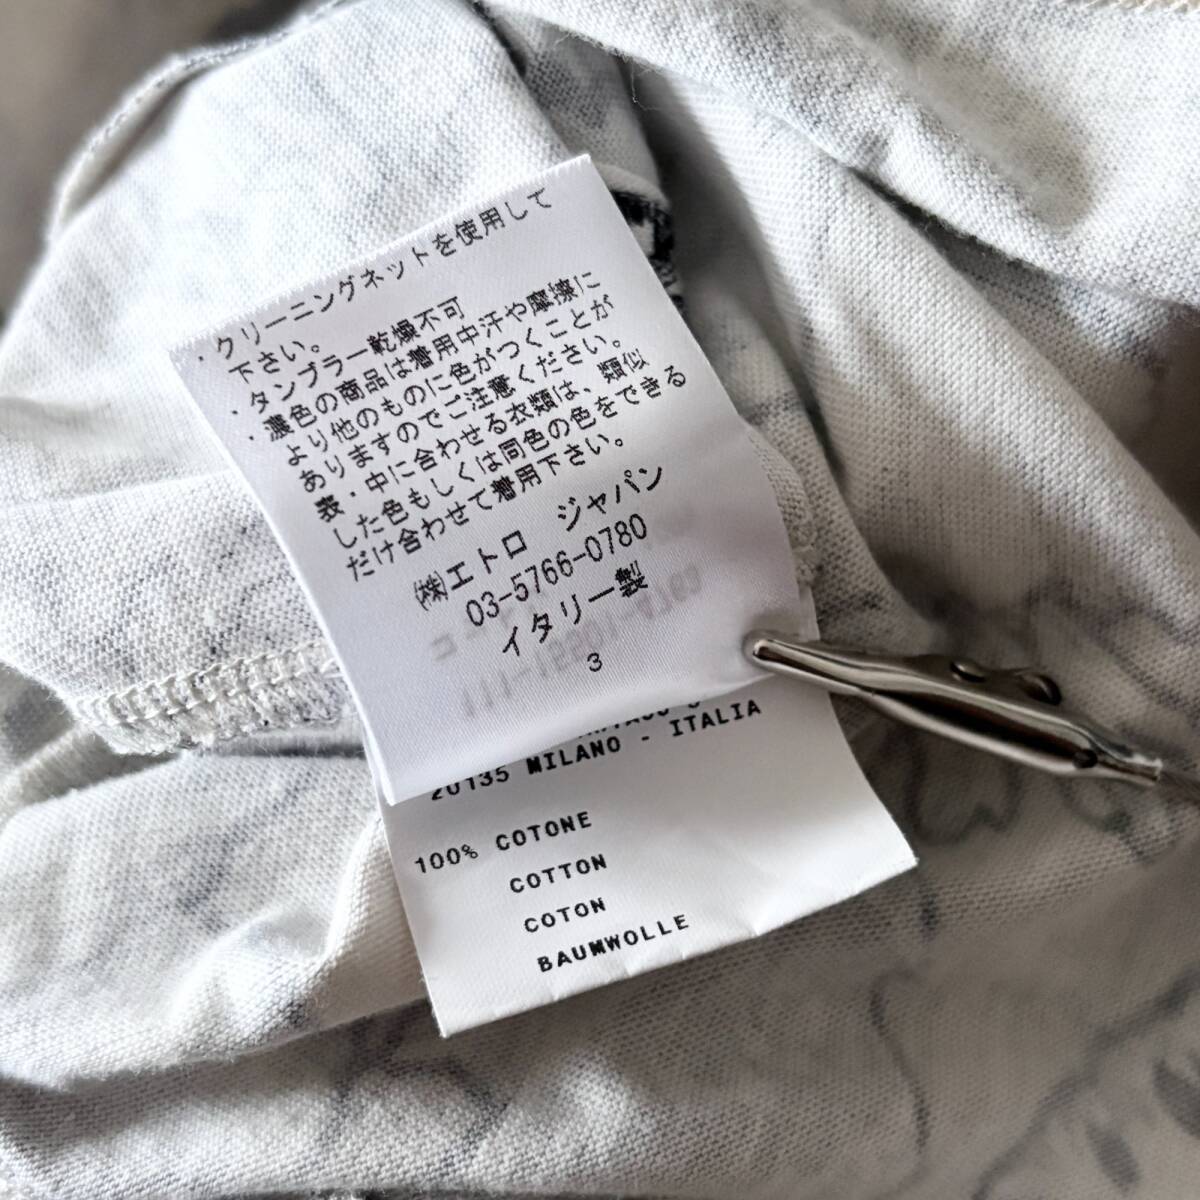 ・クリーニングネットを使用して
下さい。
・タンブラー乾燥不可
・濃色の商品は着用中汗や摩擦に
より他のものに色がつくことが
ありますのでご注意ください。
表・中に合わせる衣類は、類似
した色もしくは同色の色をできる
だけ合わせて着用下さい。
㈱エトロ ジャパン
03-5766-0780
イタリー製
3
20135 MILANO - ITALIA
100% COTONE
COTTON
COTON
BAUMWOLLE